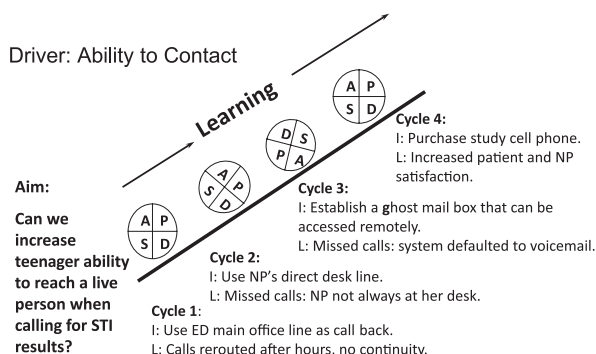 Driver: Ability to Contact
Learning
A P
S D
Cycle 4:
I: Purchase study cell phone.
L: Increased patient and NP
satisfaction.
D S
P A
Cycle 3:
I: Establish a ghost mail box that can be
accessed remotely.
L: Missed calls: system defaulted to voicemail.
A P
S D
Cycle 2:
I: Use NP's direct desk line.
L: Missed calls: NP not always at her desk.
A P
S D
Cycle 1:
I: Use ED main office line as call back.
L: Calls rerouted after hours, no continuity.
Aim:
Can we
increase
teenager ability
to reach a live
person when
calling for STI
results?